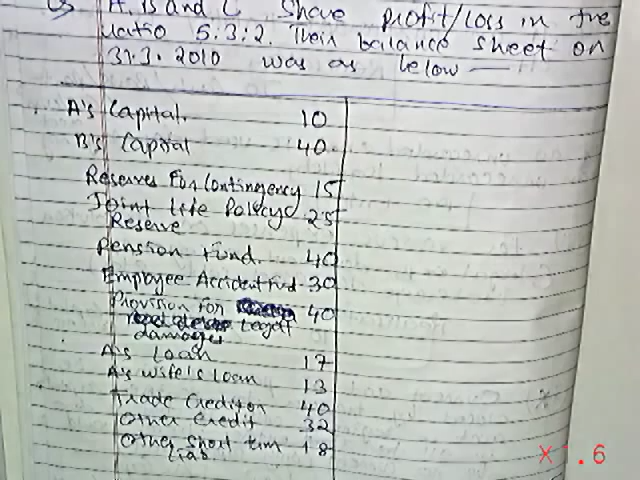 A, B and C Share profit/loss in the
ratio 5:3:2. Their balance sheet on
31.3. 2010 was as below —
A's Capital. 10
B's Capital 40
Reserves For Contingency 15
Joint Life Policy 25
Reserve
Pension Fund. 40
Employee Accident Fund 30
Provision For 40
damages
A's Loan 17
A's wife's Loan 13
Trade Creditor 40
Other Credit 32
Other Short term 18
Liab.
X1.6